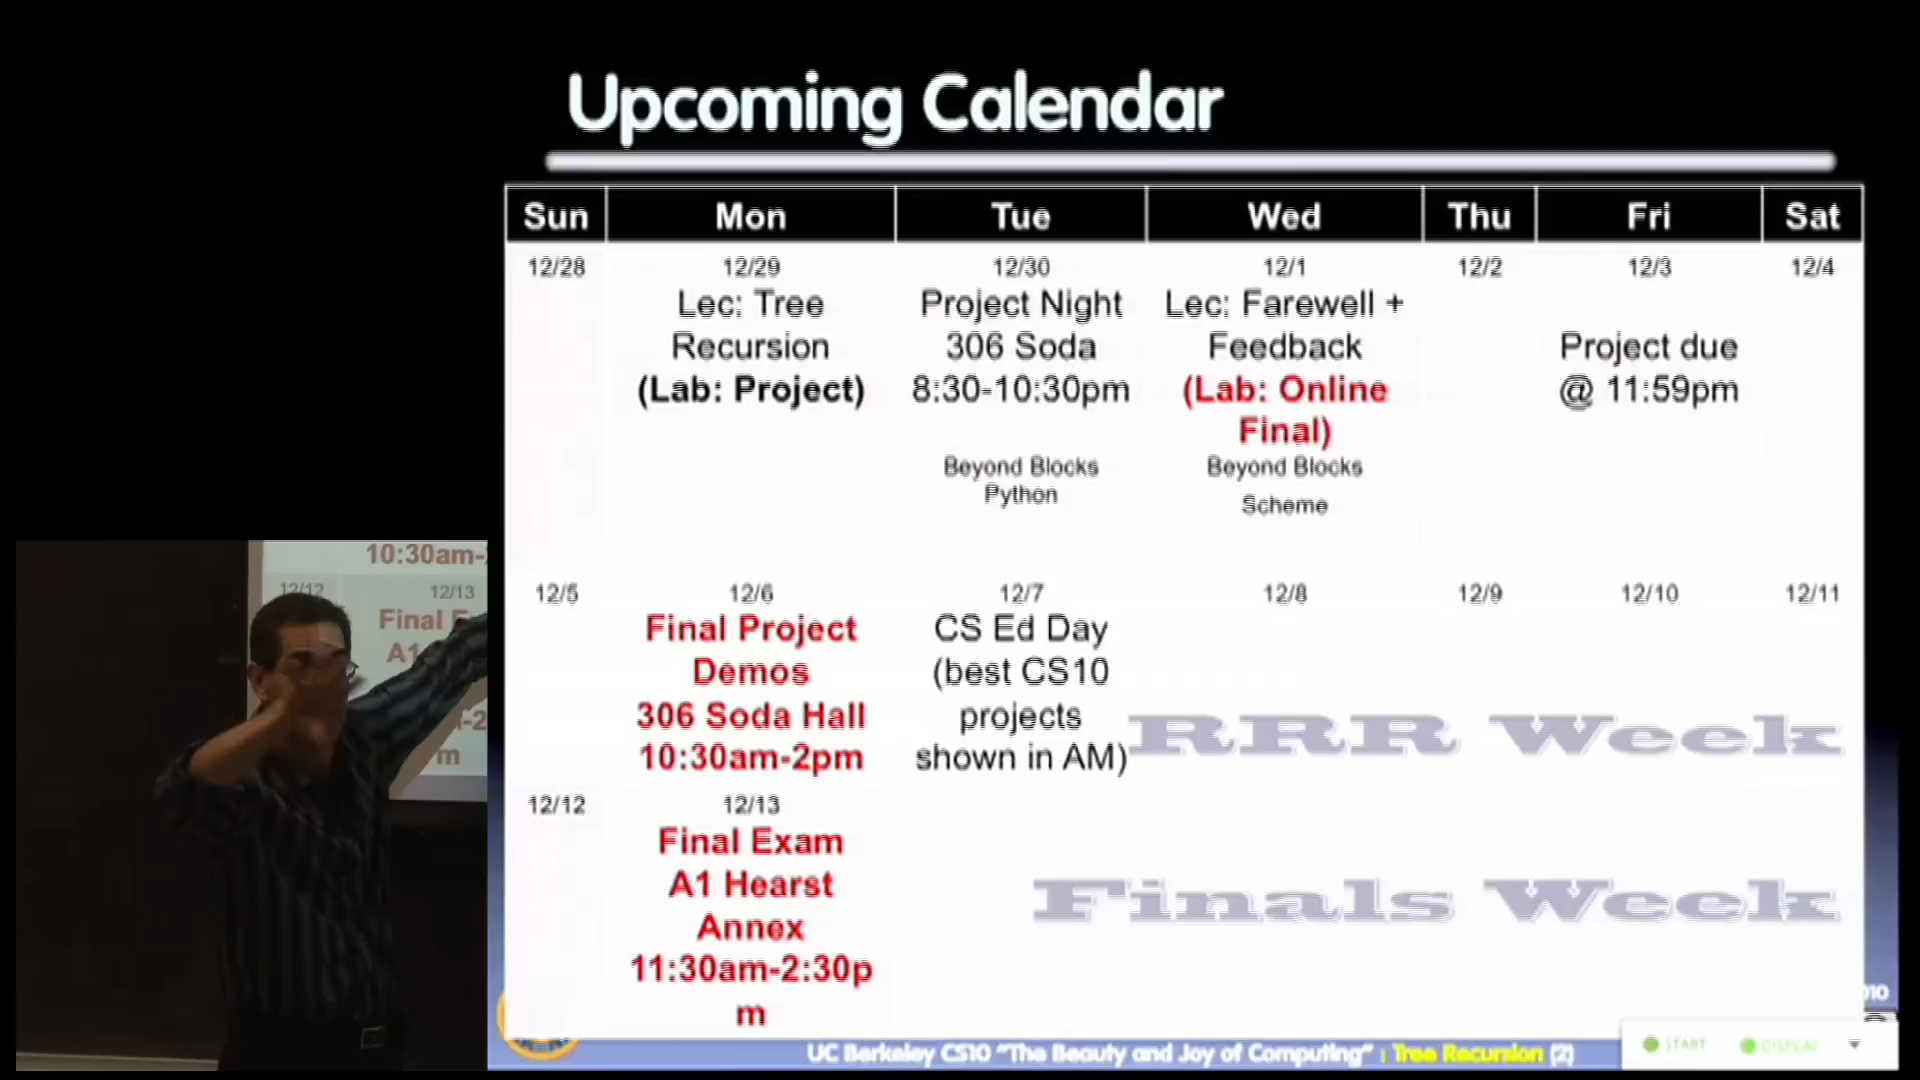 Upcoming Calendar
Sun Mon Tue Wed Thu Fri Sat
12/28 12/29 12/30 12/1 12/2 12/3 12/4
Lec: Tree
Recursion
(Lab: Project)
Project Night
306 Soda
8:30-10:30pm
Beyond Blocks
Python
Lec: Farewell +
Feedback
(Lab: Online
Final)
Beyond Blocks
Scheme
Project due
@ 11:59pm
12/5 12/6 12/7 12/8 12/9 12/10 12/11
Final Project
Demos
306 Soda Hall
10:30am-2pm
CS Ed Day
(best CS10
projects
shown in AM)
RRR Week
12/12 12/13
Final Exam
A1 Hearst
Annex
11:30am-2:30p
m
Finals Week
UC Berkeley CS10 "The Beauty and Joy of Computing" : Tree Recursion (2)
START DISPLAY
10:30am-
12/12 12/13
Final
A1
m